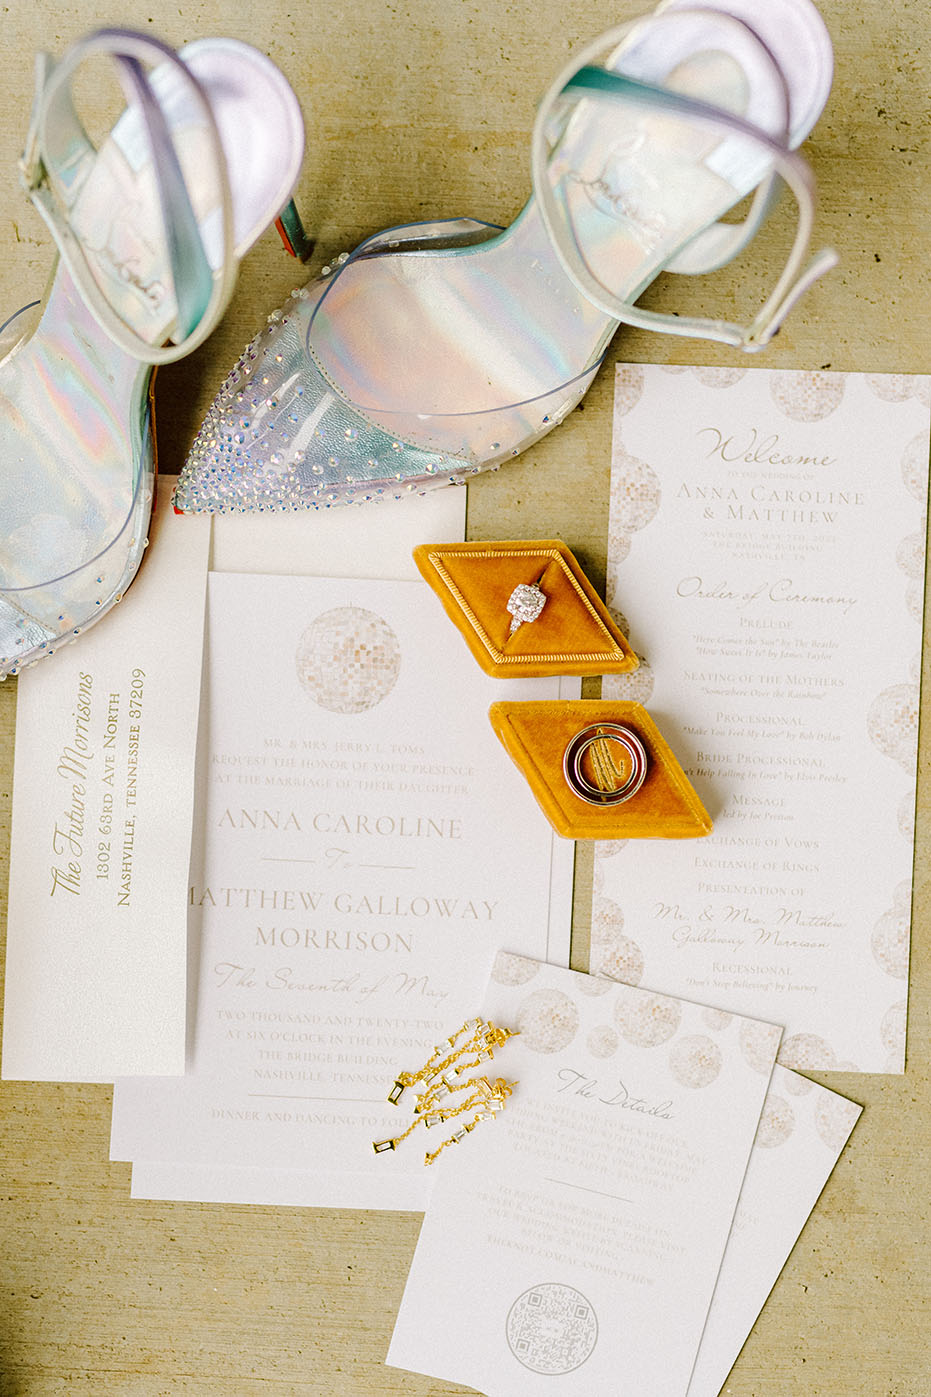 The Future Morrisons
1302 63rd Ave North
Nashville, Tennessee 37209
Mr. & Mrs. Jerry L. Toms
request the honor of your presence
at the marriage of their daughter
Anna Caroline
To
Matthew Galloway
Morrison
The Seventh of May
two thousand and twenty-two
at six o'clock in the evening
The Bridge Building
Nashville, Tennessee
Dinner and dancing to
Welcome
to the wedding of
Anna Caroline
& Matthew
Saturday, May 7th, 2022
The Bridge Building
Nashville, TN
Order of Ceremony
Prelude
"Here Comes the Sun" by The Beatles
"How Sweet It Is" by James Taylor
Seating of the Mothers
"Somewhere Over the Rainbow"
Processional
"Make You Feel My Love" by Bob Dylan
Bride Processional
Help Falling In Love" by Elvis Presley
Message
led by Joe Preston
Exchange of Vows
Exchange of Rings
Presentation of
Mr. & Mrs. Matthew
Galloway Morrison
Recessional
"Don't Stop Believing" by Journey
M
The Details
theknot.com/acandmatthew